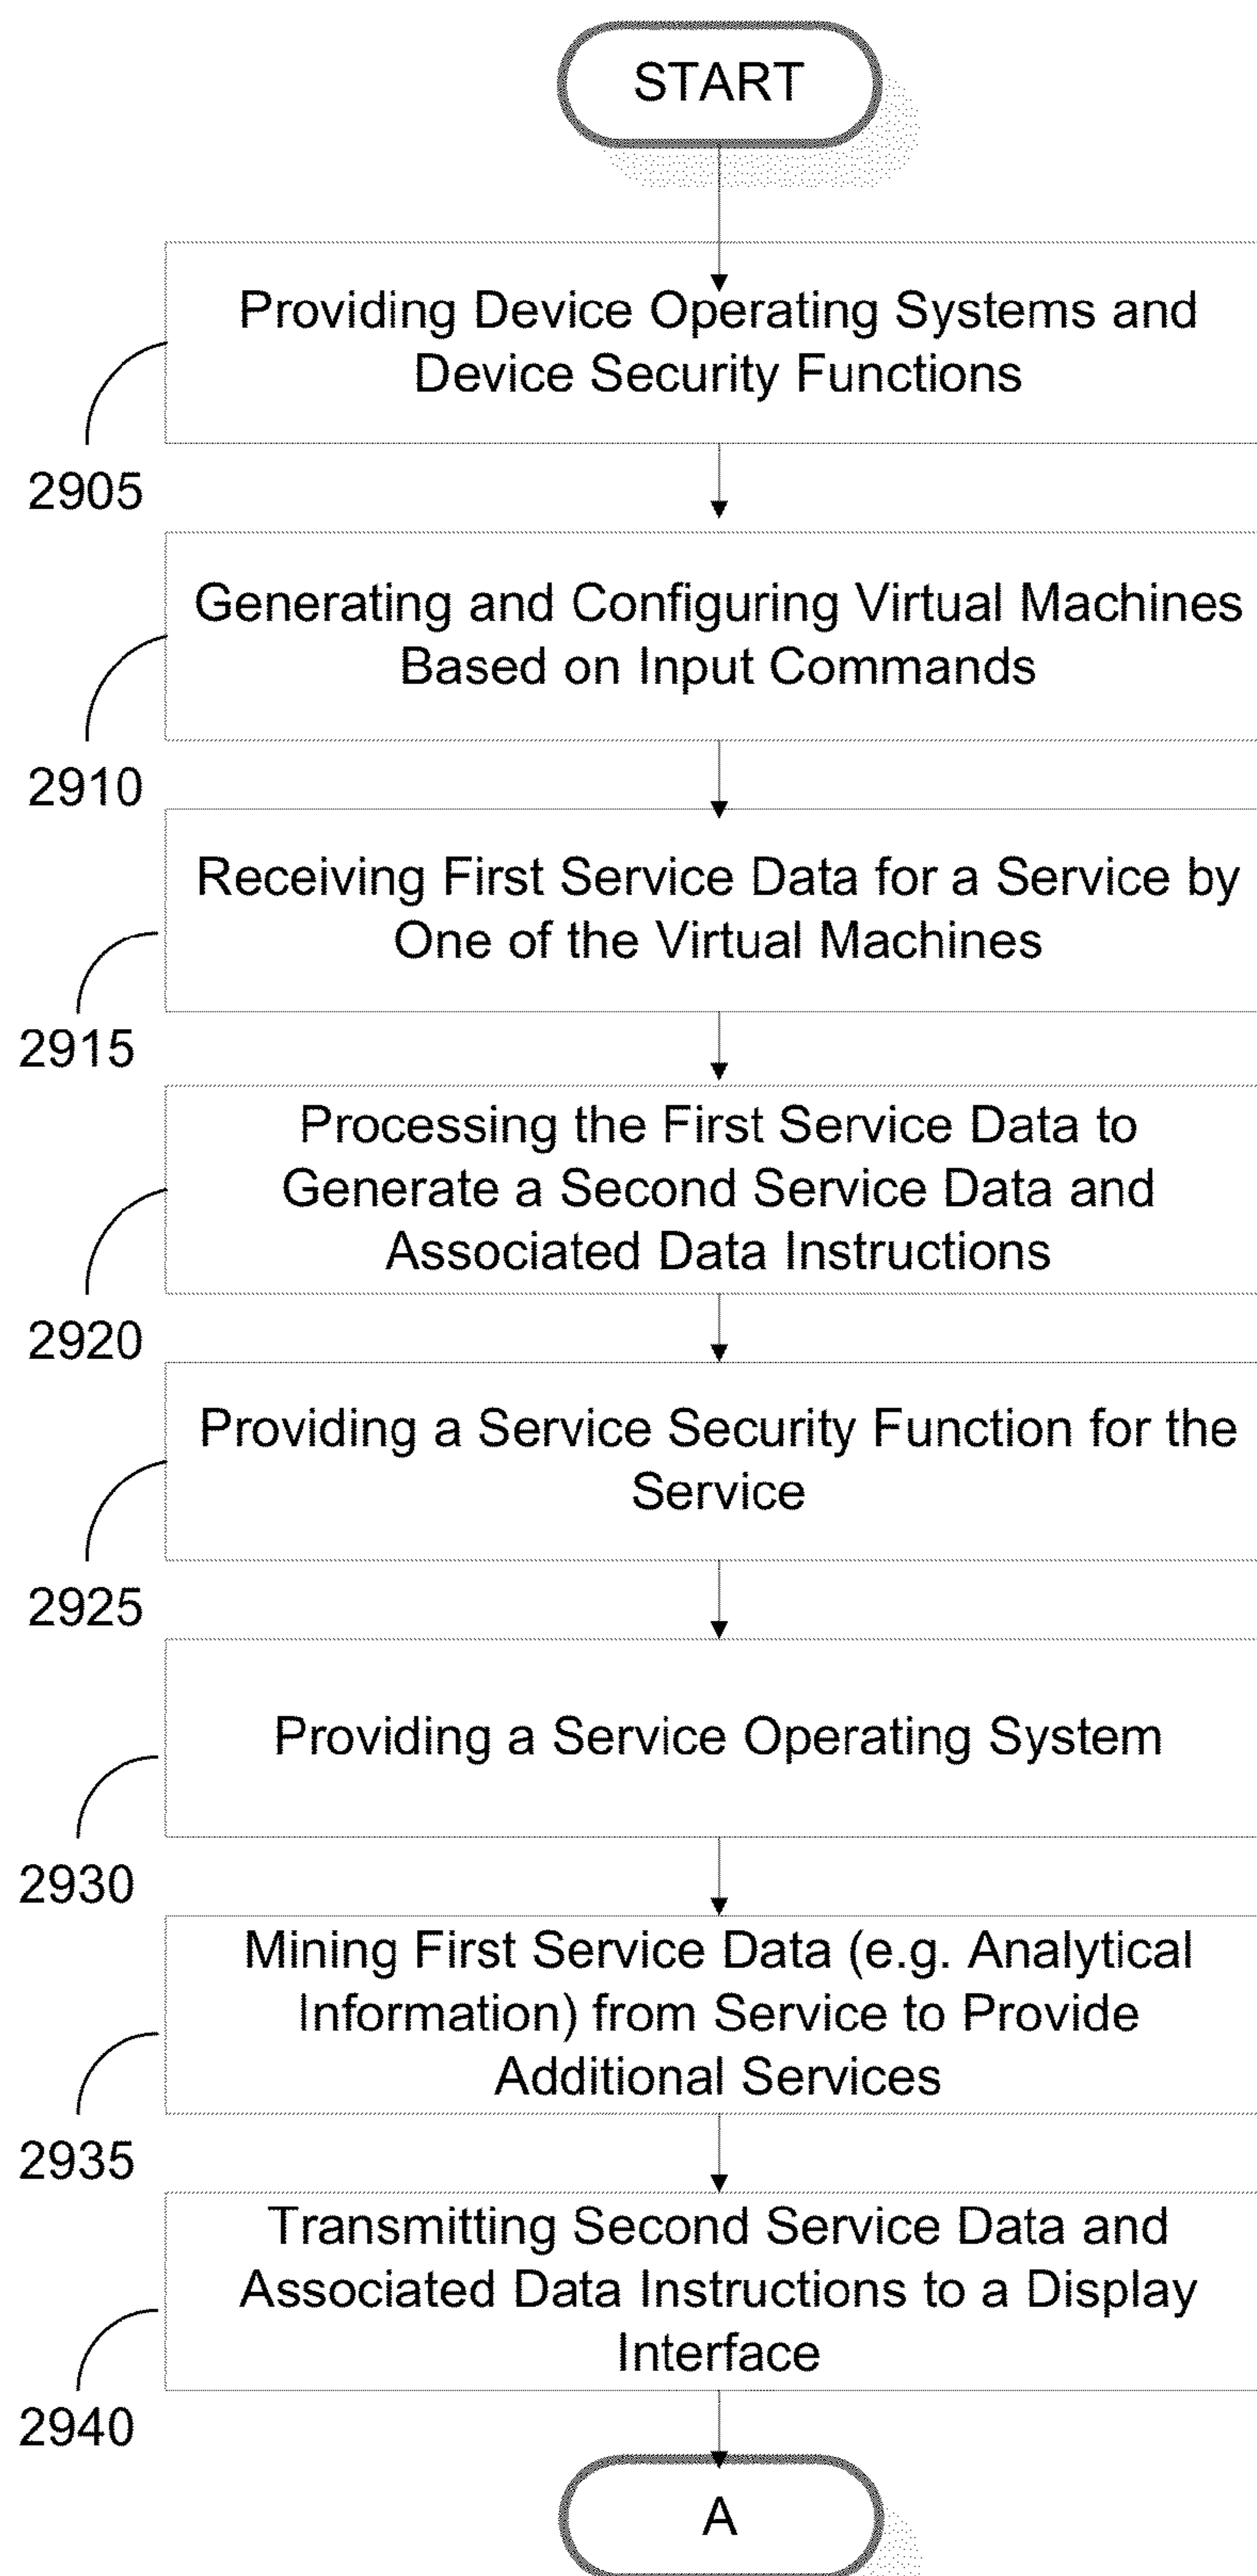 START
Providing Device Operating Systems and
Device Security Functions
2905
Generating and Configuring Virtual Machines
Based on Input Commands
2910
Receiving First Service Data for a Service by
One of the Virtual Machines
2915
Processing the First Service Data to
Generate a Second Service Data and
Associated Data Instructions
2920
Providing a Service Security Function for the
Service
2925
Providing a Service Operating System
2930
Mining First Service Data (e.g. Analytical
Information) from Service to Provide
Additional Services
2935
Transmitting Second Service Data and
Associated Data Instructions to a Display
Interface
2940
A